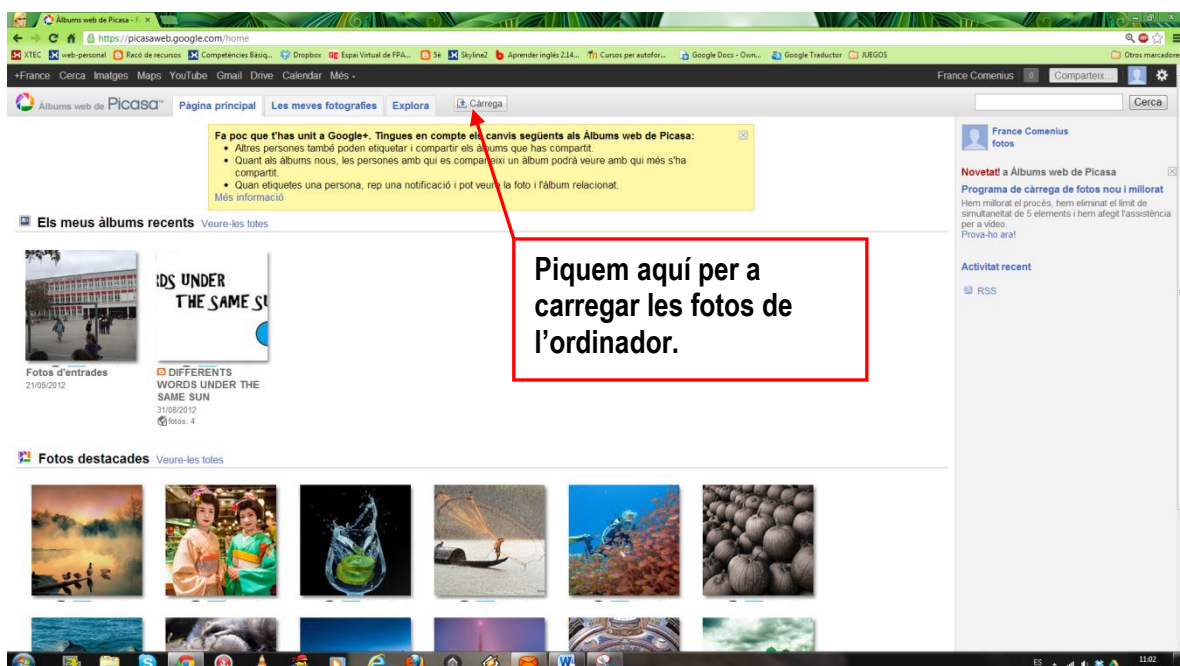 Àlbums web de Picasa - F
https://picasaweb.google.com/home
XTEC web-personal Racó de recursos Competències Bàsiq... Dropbox Espai Virtual de FPA... 5è Skyline2 Aprender inglés 2.14... Cursos per autofor... Google Docs - Own... Google Traductor JUEGOS Otros marcadores
+France Cerca Imatges Maps YouTube Gmail Drive Calendar Més France Comenius 0 Comparteix...
Àlbums web de Picasa Pàgina principal Les meves fotografies Explora Càrrega Cerca
Fa poc que t'has unit a Google+. Tingues en compte els canvis següents als Àlbums web de Picasa:
• Altres persones també poden etiquetar i compartir els àlbums que has compartit.
• Quant als àlbums nous, les persones amb qui es comparteixi un àlbum podrà veure amb qui més s'ha
compartit.
• Quan etiquetes una persona, rep una notificació i pot veure la foto i l'àlbum relacionat.
Més informació
Els meus àlbums recents Veure-les totes
RDS UNDER
THE SAME SU
Fotos d'entrades
21/09/2012
DIFFERENTS
WORDS UNDER THE
SAME SUN
31/08/2012
fotos: 4
Piquem aquí per a
carregar les fotos de
l'ordinador.
France Comenius
fotos
Novetat! a Àlbums web de Picasa
Programa de càrrega de fotos nou i millorat
Hem millorat el procés, hem eliminat el límit de
simultaneïtat de 5 elements i hem afegit l'assistència
per a vídeo.
Prova-ho ara!
Activitat recent
RSS
Fotos destacades Veure-les totes
ES 11:02